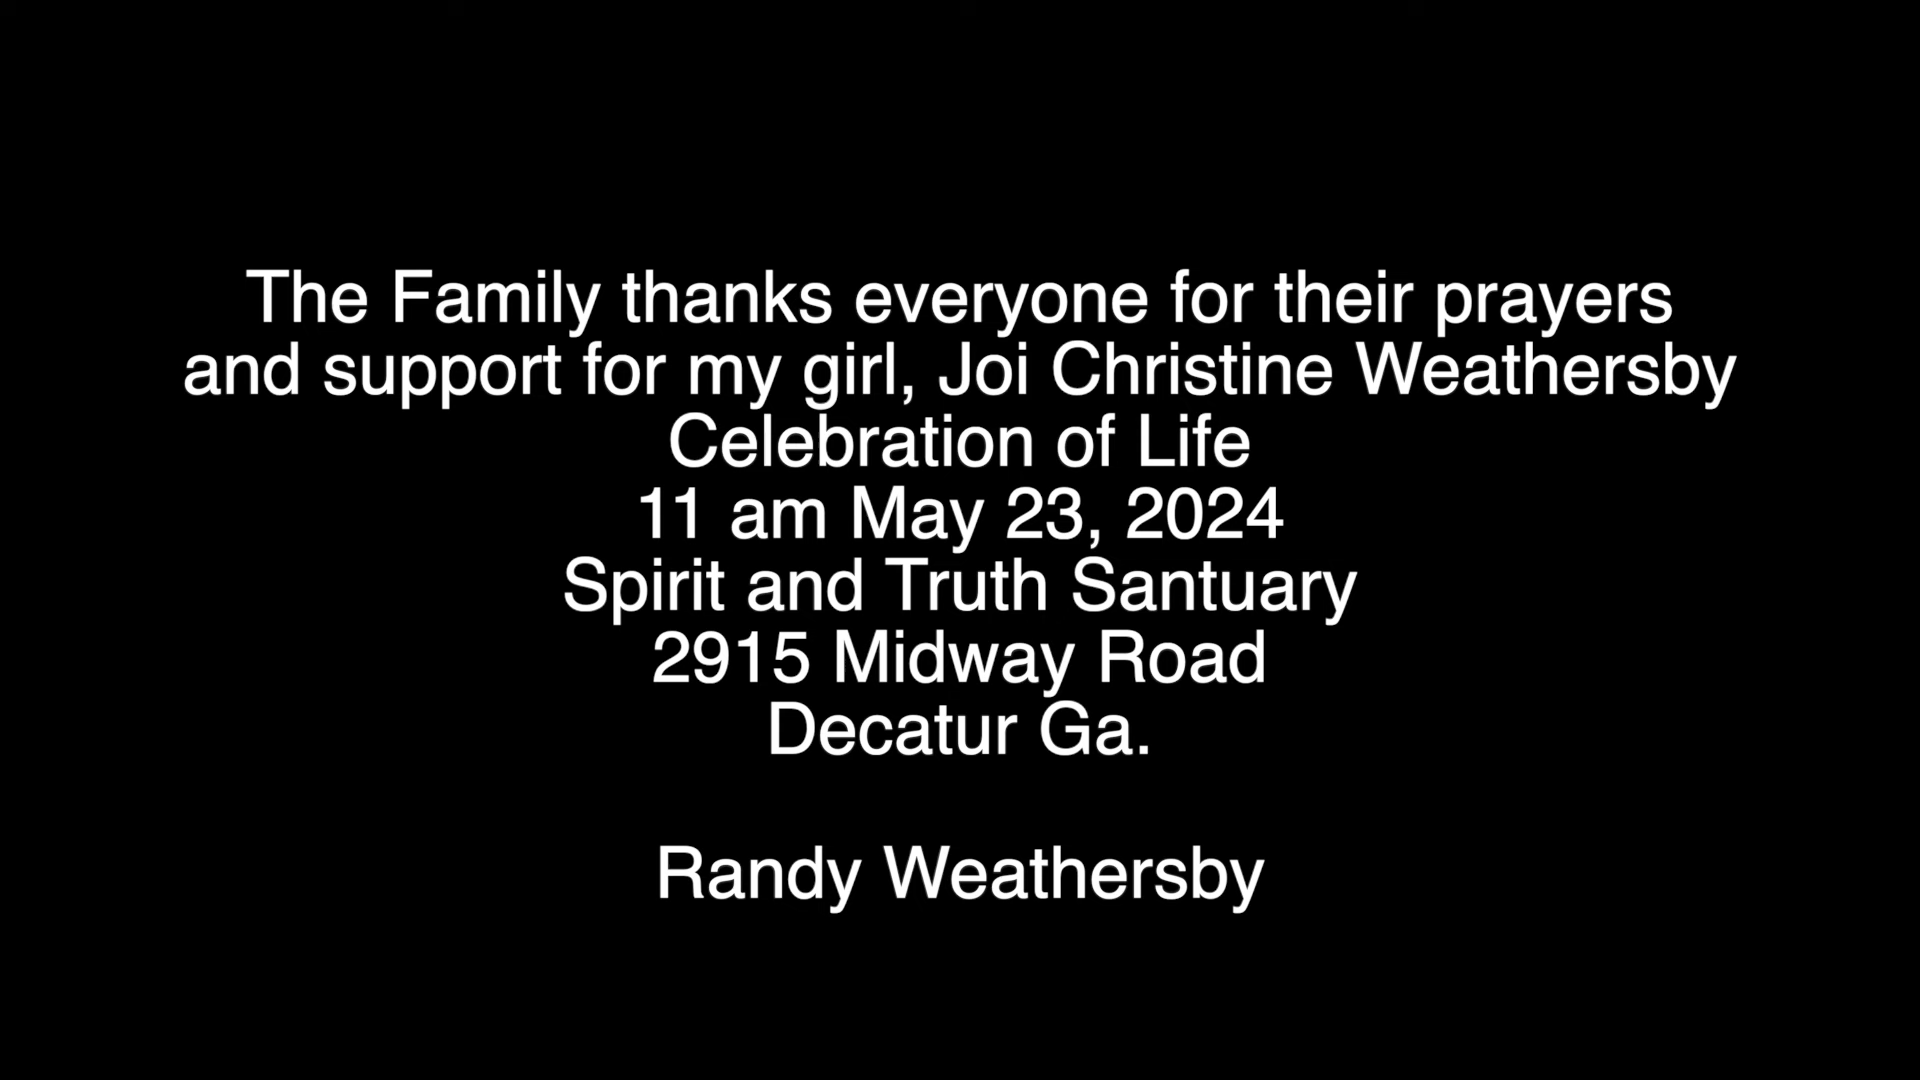 The Family thanks everyone for their prayers
and support for my girl, Joi Christine Weathersby
Celebration of Life
11 am May 23, 2024
Spirit and Truth Santuary
2915 Midway Road
Decatur Ga.
Randy Weathersby